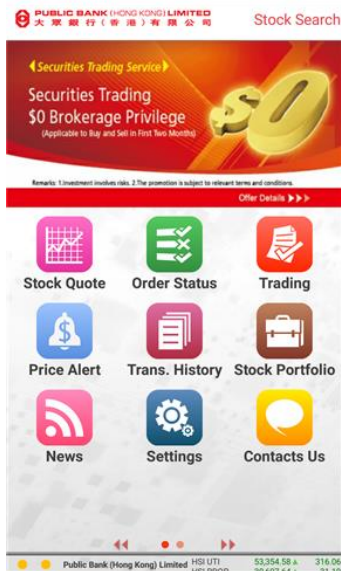 PUBLIC BANK (HONG KONG) LIMITED
大眾銀行(香港)有限公司
Stock Search
Securities Trading Service
Securities Trading
$0 Brokerage Privilege
(Applicable to Buy and Sell in First Two Months)
$0
Remarks: 1.Investment involves risks. 2.The promotion is subject to relevant terms and conditions.
Offer Details
Stock Quote
Order Status
Trading
Price Alert
Trans. History
Stock Portfolio
News
Settings
Contacts Us
Public Bank (Hong Kong) Limited
HSI UTI 53,354.58 316.06